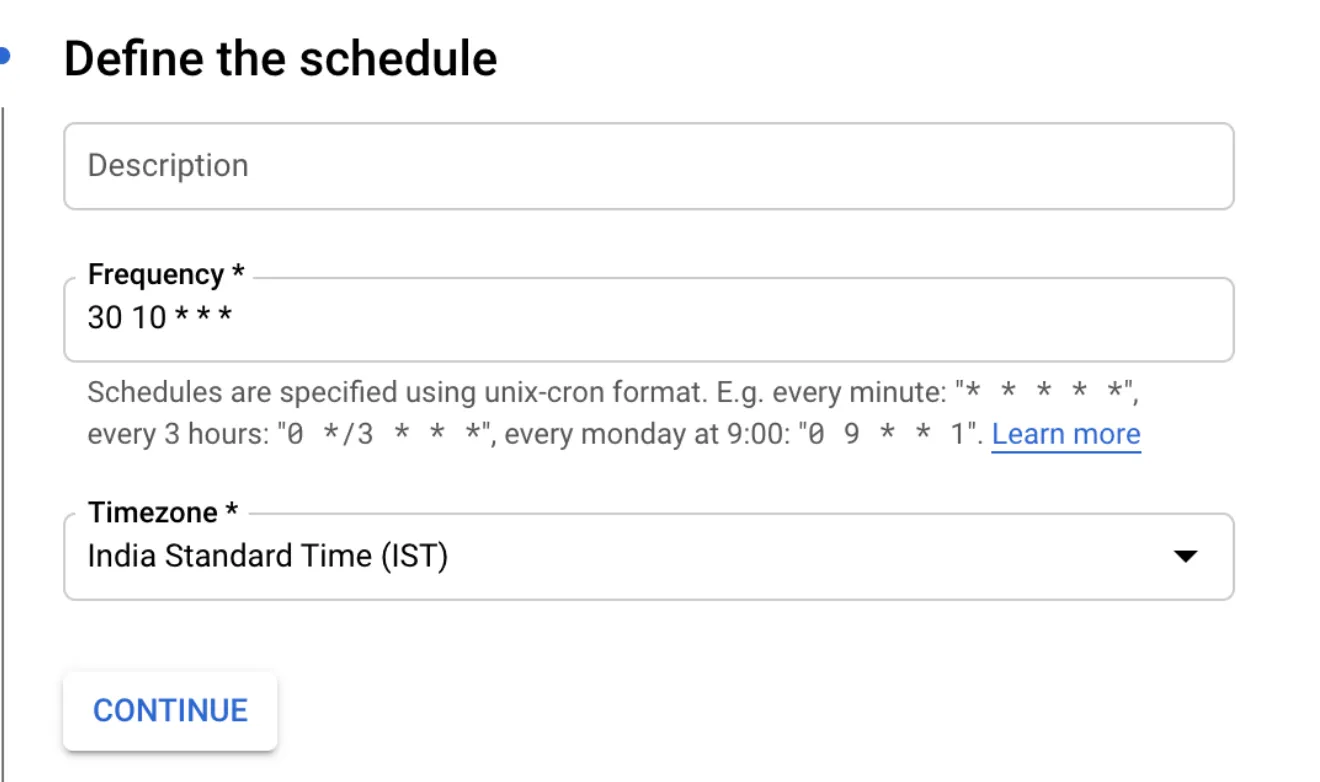 Define the schedule
Description
Frequency *
30 10 * * *
Schedules are specified using unix-cron format. E.g. every minute: "* * * * *",
every 3 hours: "0 */3 * * *", every monday at 9:00: "0 9 * * 1". Learn more
Timezone *
India Standard Time (IST)
CONTINUE